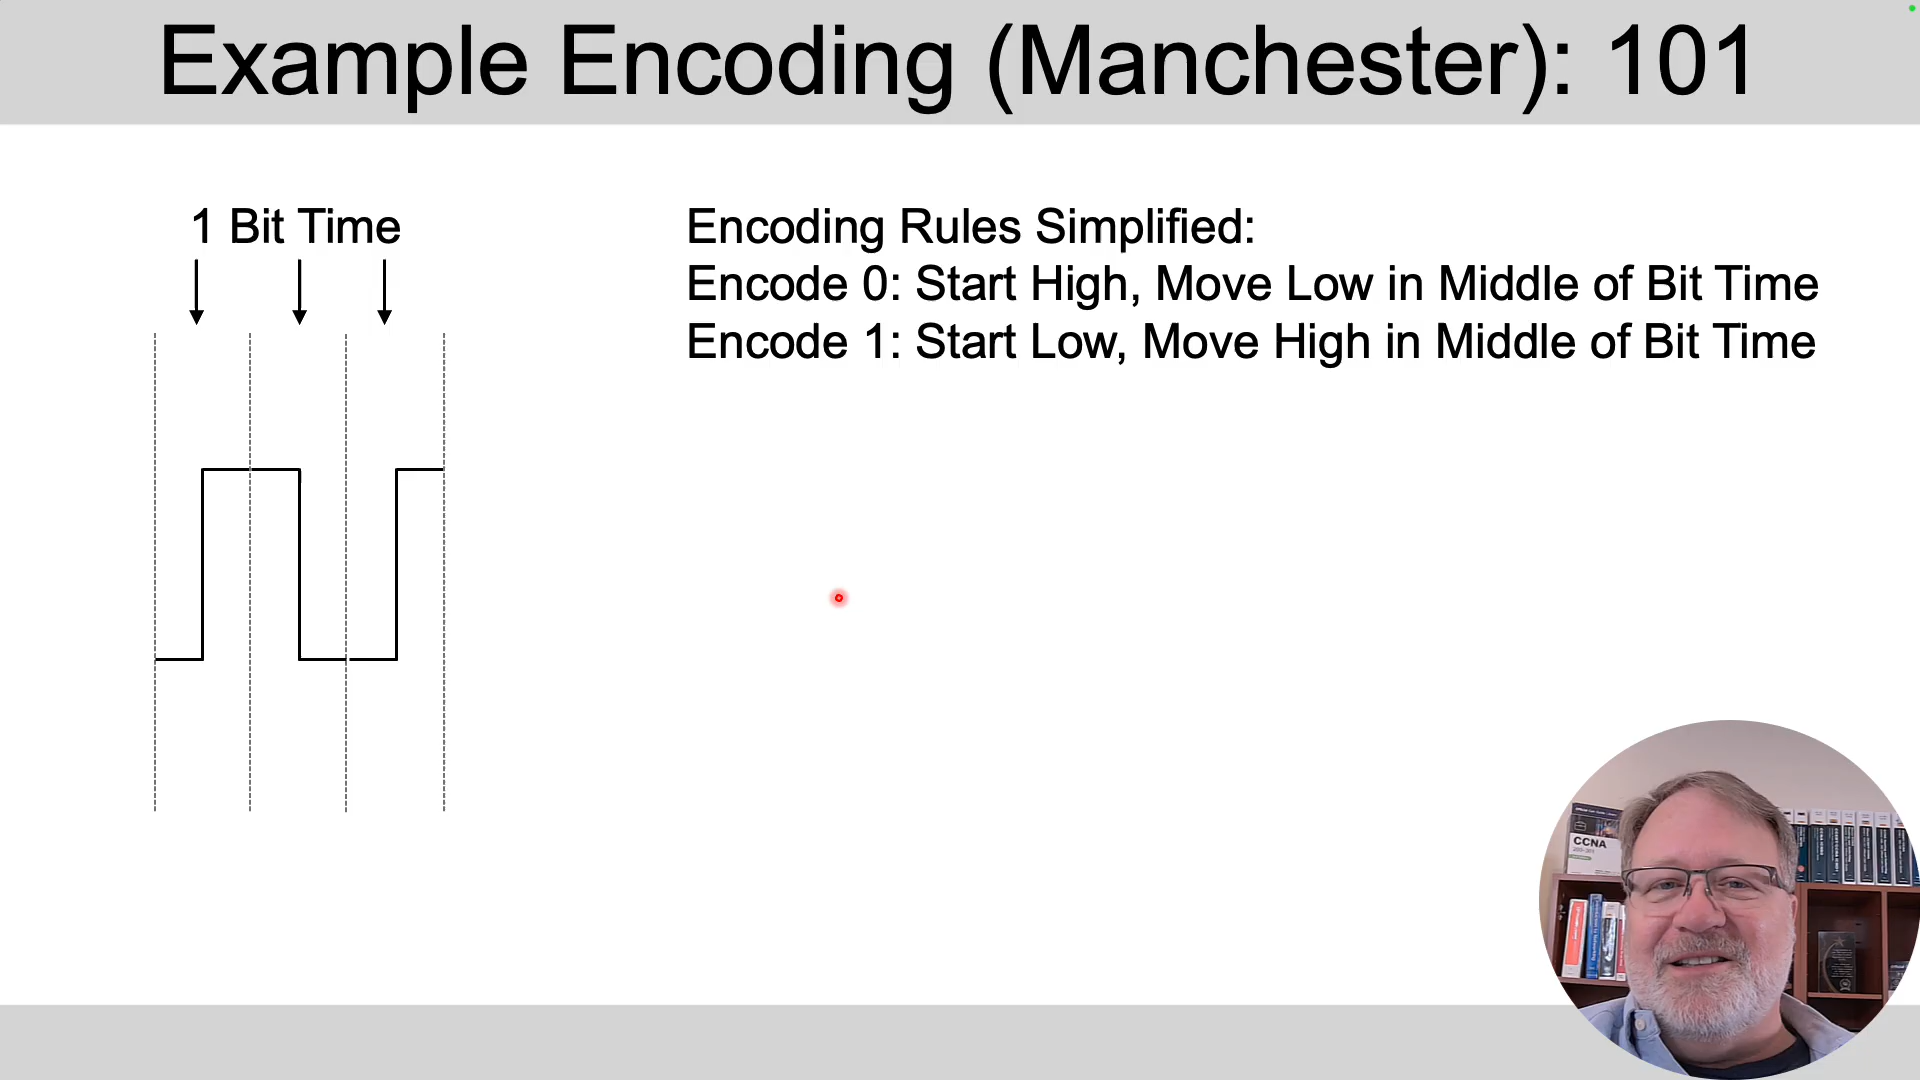 Example Encoding (Manchester): 101
1 Bit Time
Encoding Rules Simplified:
Encode 0: Start High, Move Low in Middle of Bit Time
Encode 1: Start Low, Move High in Middle of Bit Time
CCNA